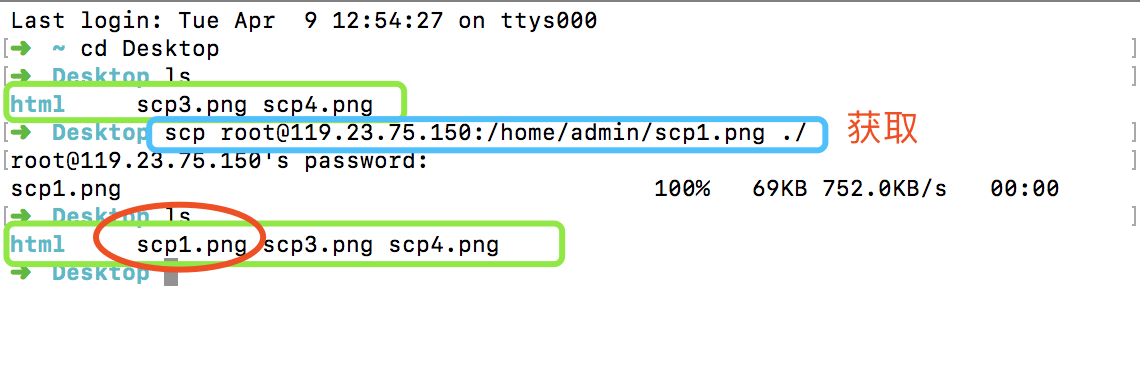 Last login: Tue Apr  9 12:54:27 on ttys000
[➜  ~ cd Desktop ]
[➜  Desktop ls ]
html     scp3.png scp4.png
[➜  Desktop scp root@119.23.75.150:/home/admin/scp1.png ./ ] 获取
[root@119.23.75.150's password: ]
scp1.png 100%   69KB 752.0KB/s   00:00
[➜  Desktop ls ]
html     scp1.png scp3.png scp4.png
➜  Desktop